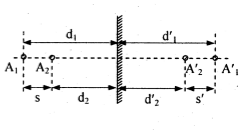 d₁ d'₁
A₁ A₂ A'₂ A'₁
s d₂ d'₂ s'